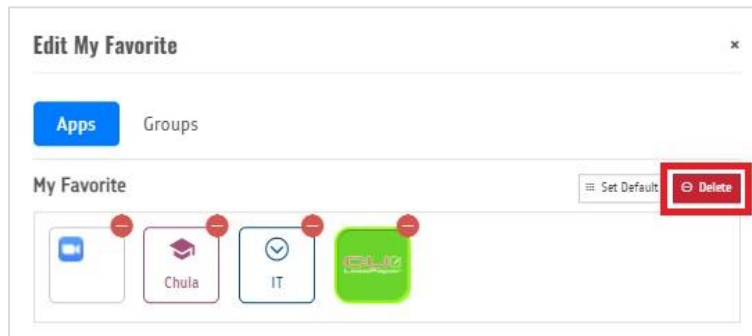 Edit My Favorite
×
Apps Groups
My Favorite
Set Default Delete
Chula IT